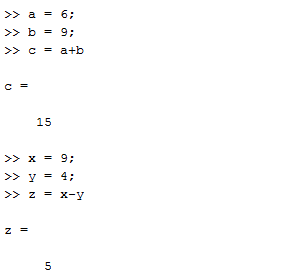 >> a = 6;
>> b = 9;
>> c = a+b
c =
15
>> x = 9;
>> y = 4;
>> z = x-y
z =
5